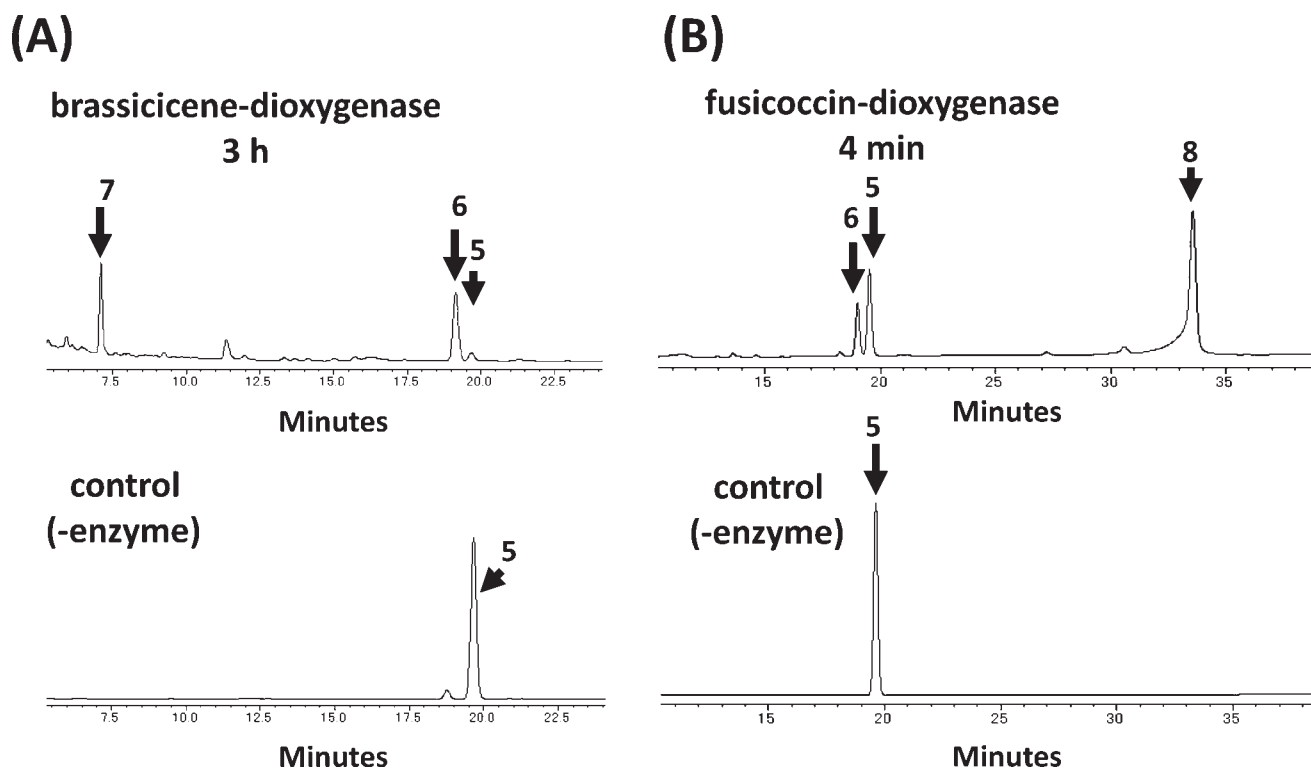 (A)
brassicicene-dioxygenase
3 h
7
6
5
7.5 10.0 12.5 15.0 17.5 20.0 22.5
Minutes
control
(-enzyme)
5
7.5 10.0 12.5 15.0 17.5 20.0 22.5
Minutes
(B)
fusicoccin-dioxygenase
4 min
8
5
6
15 20 25 30 35
Minutes
5
control
(-enzyme)
15 20 25 30 35
Minutes